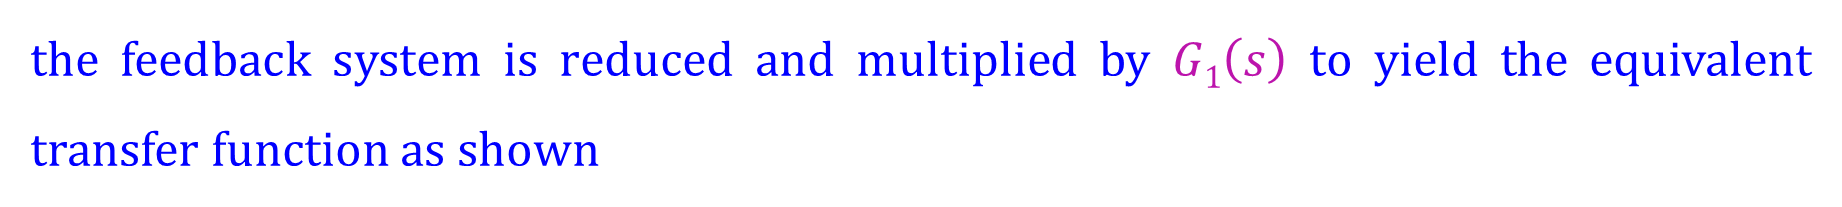 the feedback system is reduced and multiplied by G₁(s) to yield the equivalent
transfer function as shown